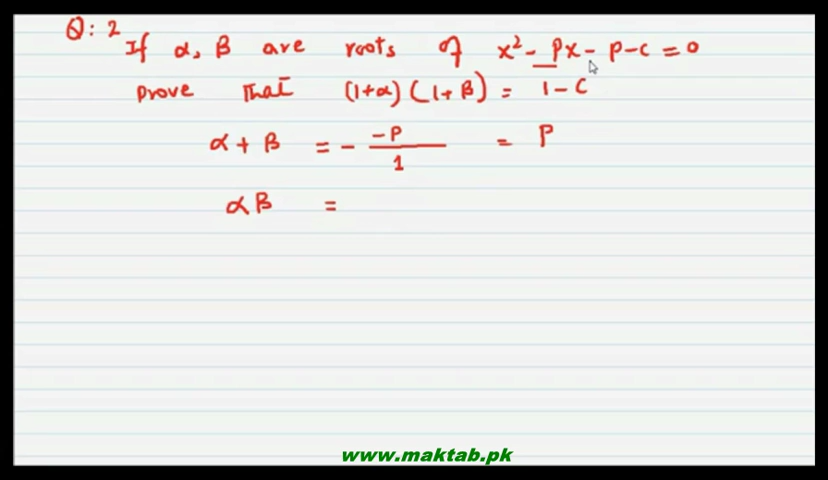 Q: 2
If α, β are roots of x² - px - p - c = 0
prove that (1+α) (1+β) = 1 - c
α + β = - -p/1 = p
αβ =
www.maktab.pk